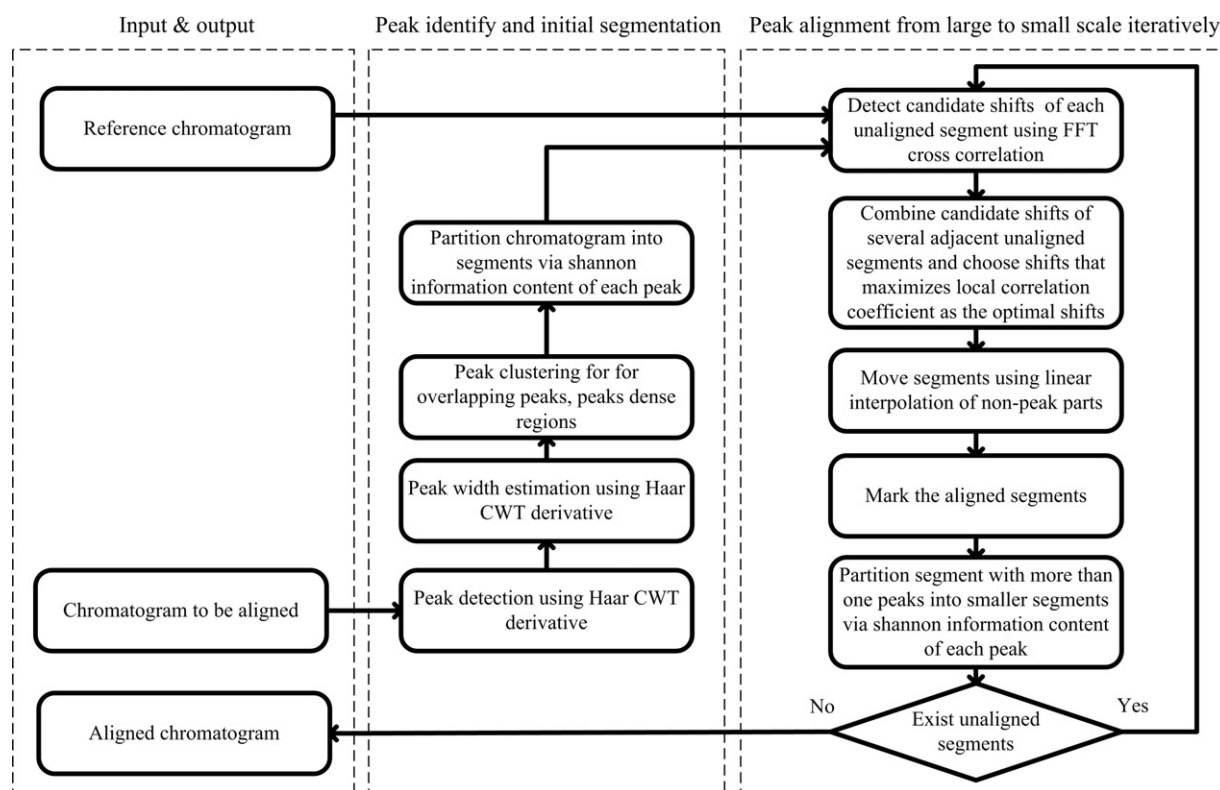 Input & output
Peak identify and initial segmentation
Peak alignment from large to small scale iteratively
Reference chromatogram
Chromatogram to be aligned
Aligned chromatogram
Partition chromatogram into
segments via shannon
information content of each peak
Peak clustering for for
overlapping peaks, peaks dense
regions
Peak width estimation using Haar
CWT derivative
Peak detection using Haar CWT
derivative
Detect candidate shifts of each
unaligned segment using FFT
cross correlation
Combine candidate shifts of
several adjacent unaligned
segments and choose shifts that
maximizes local correlation
coefficient as the optimal shifts
Move segments using linear
interpolation of non-peak parts
Mark the aligned segments
Partition segment with more than
one peaks into smaller segments
via shannon information content
of each peak
No
Yes
Exist unaligned
segments